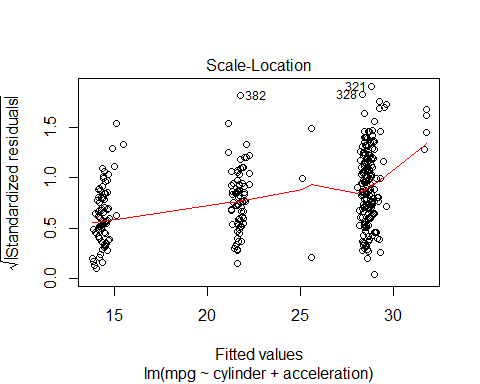 Scale-Location
321
382
328
1.5
1.0
0.5
0.0
√|Standardized residuals|
15
20
25
30
Fitted values
lm(mpg ~ cylinder + acceleration)